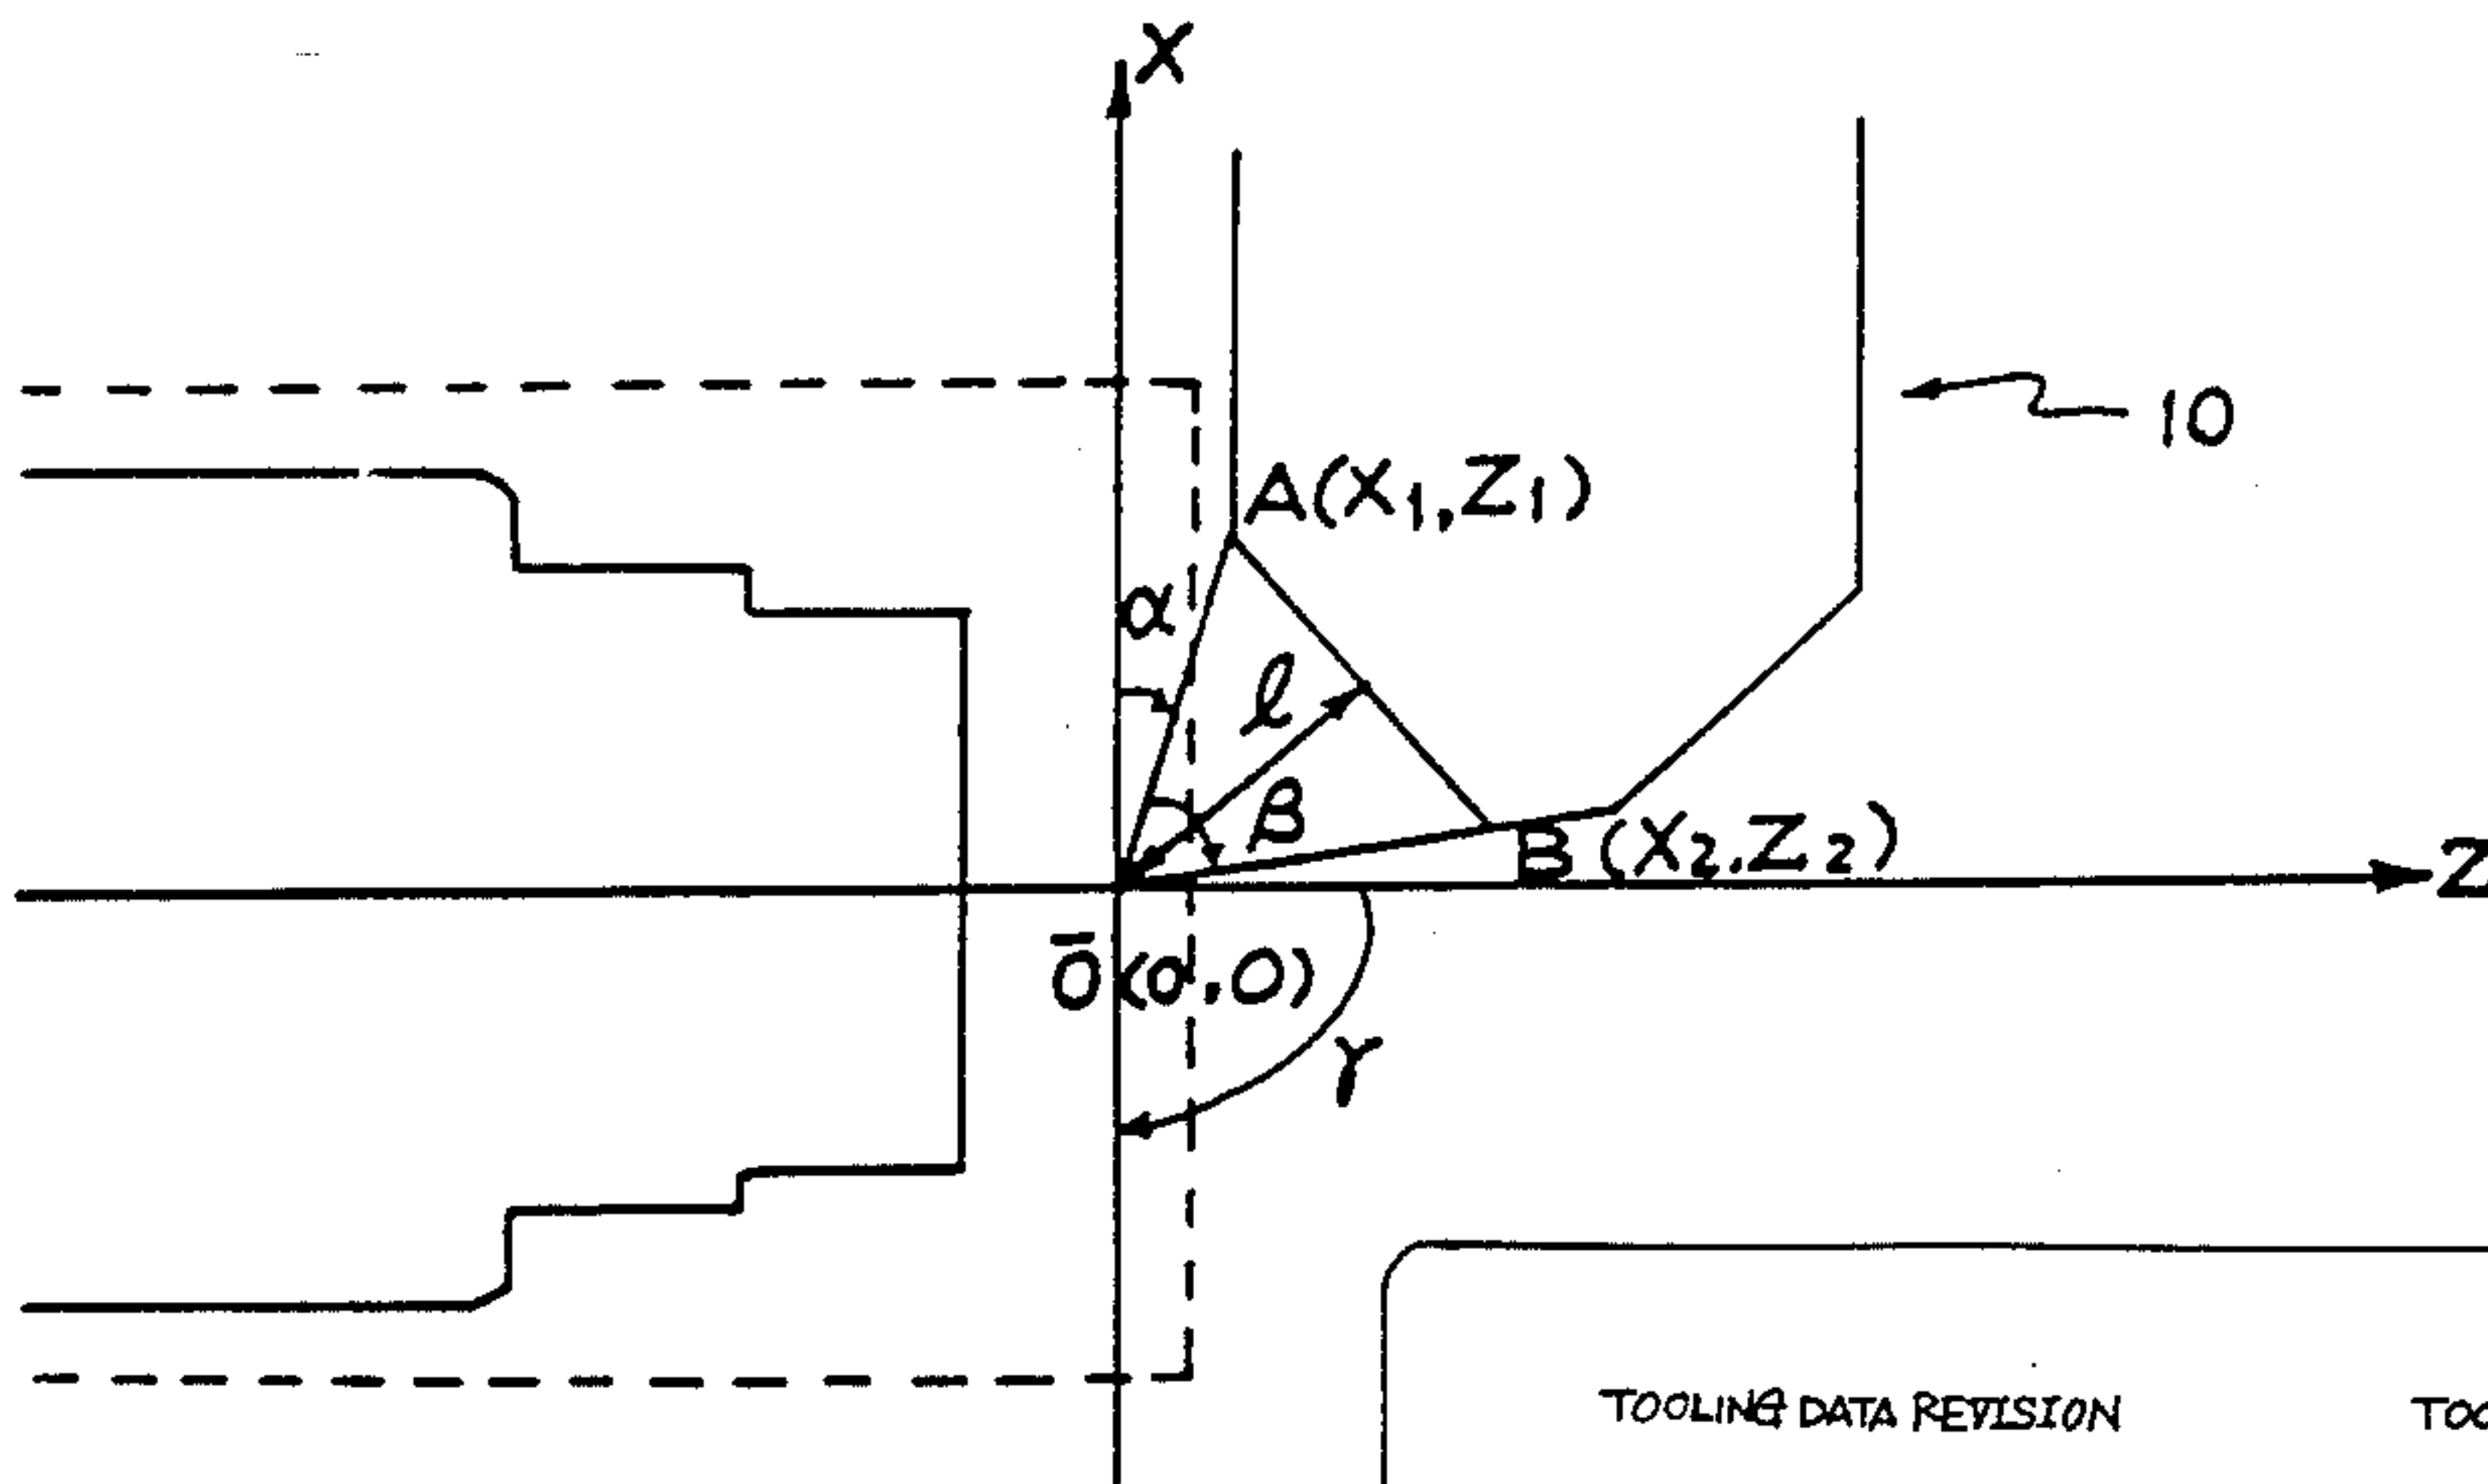 X
10
A(X₁,Z₁)
α
ℓ
β
B(X₂,Z₂)
Z
Ō(0,0)
γ
TOOLING DATA REVISION